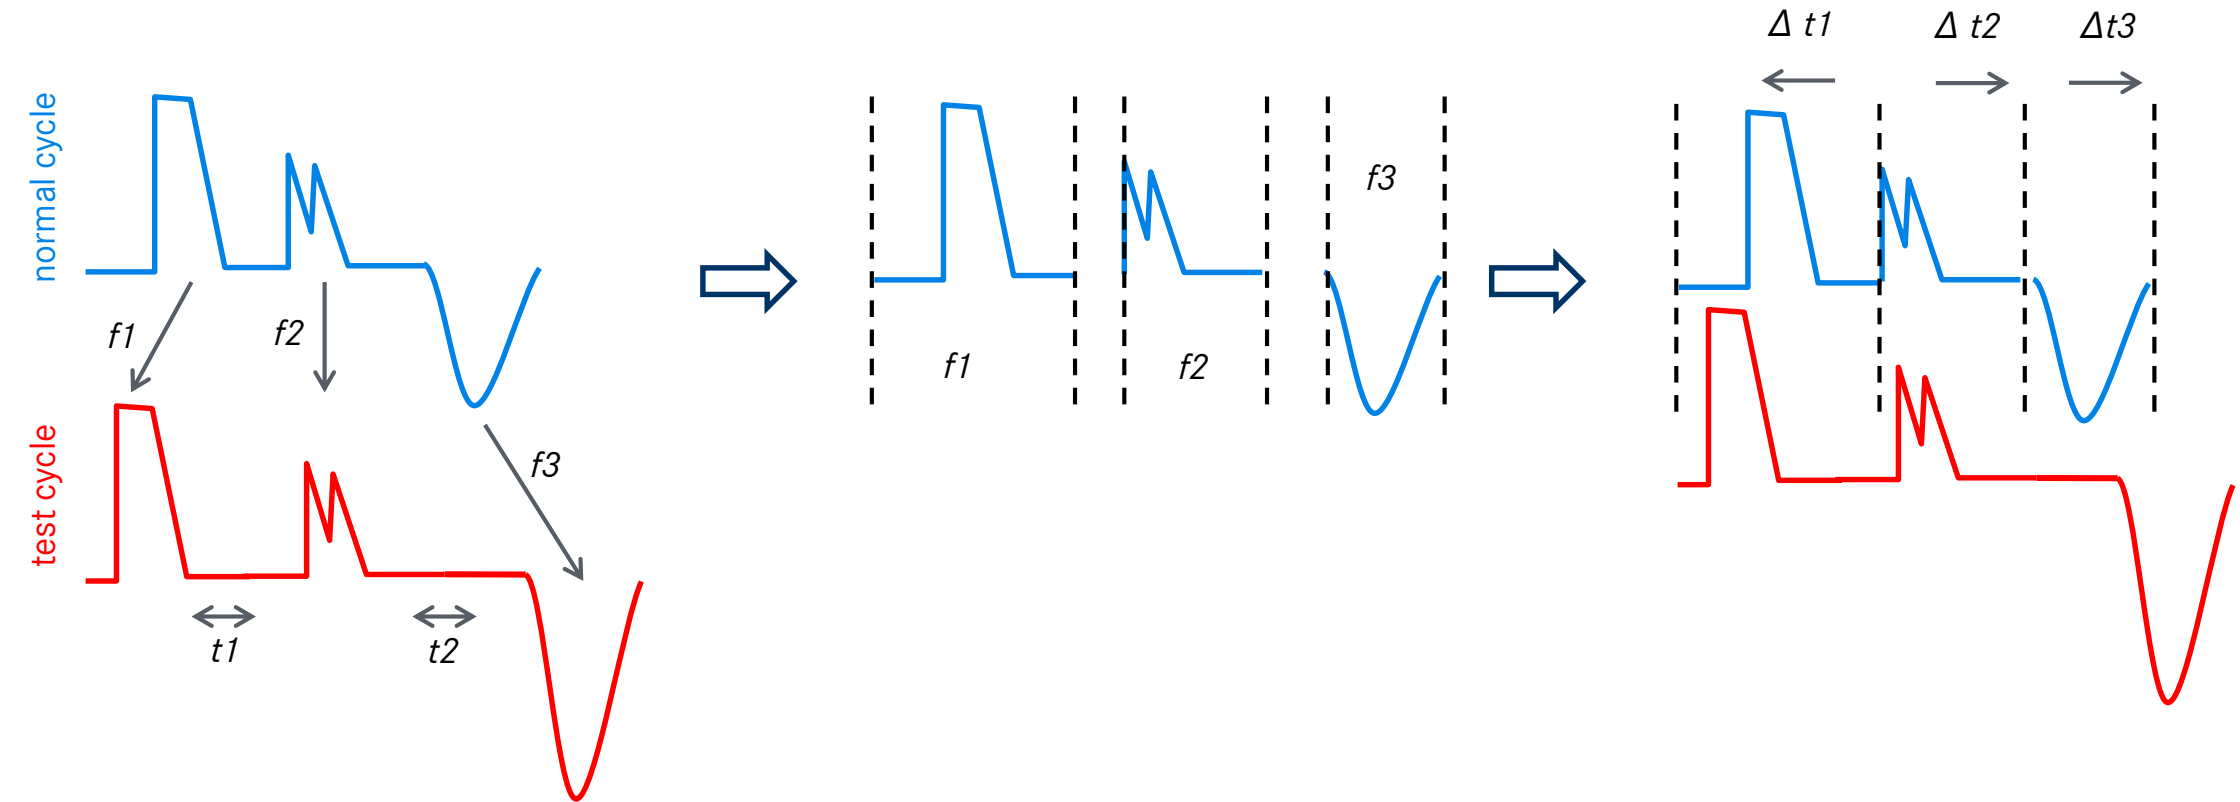 normal cycle
f1
f2
test cycle
f3
t1
t2
f1
f2
f3
Δ t1
Δ t2
Δt3